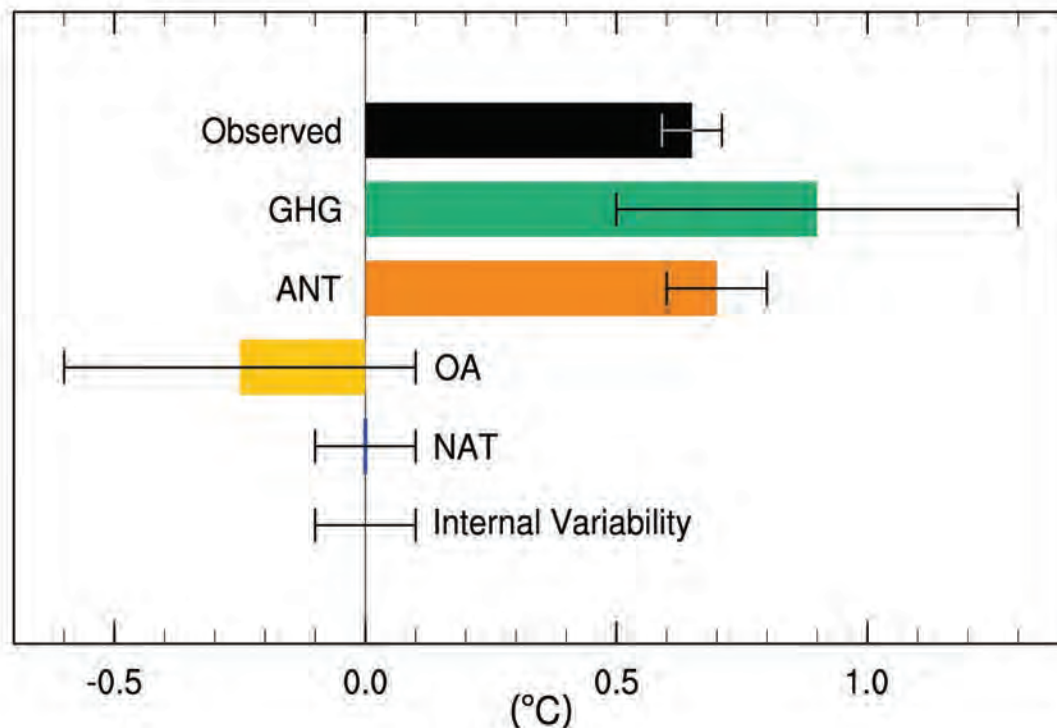 Observed
GHG
ANT
OA
NAT
Internal Variability
-0.5 0.0 0.5 1.0
(°C)